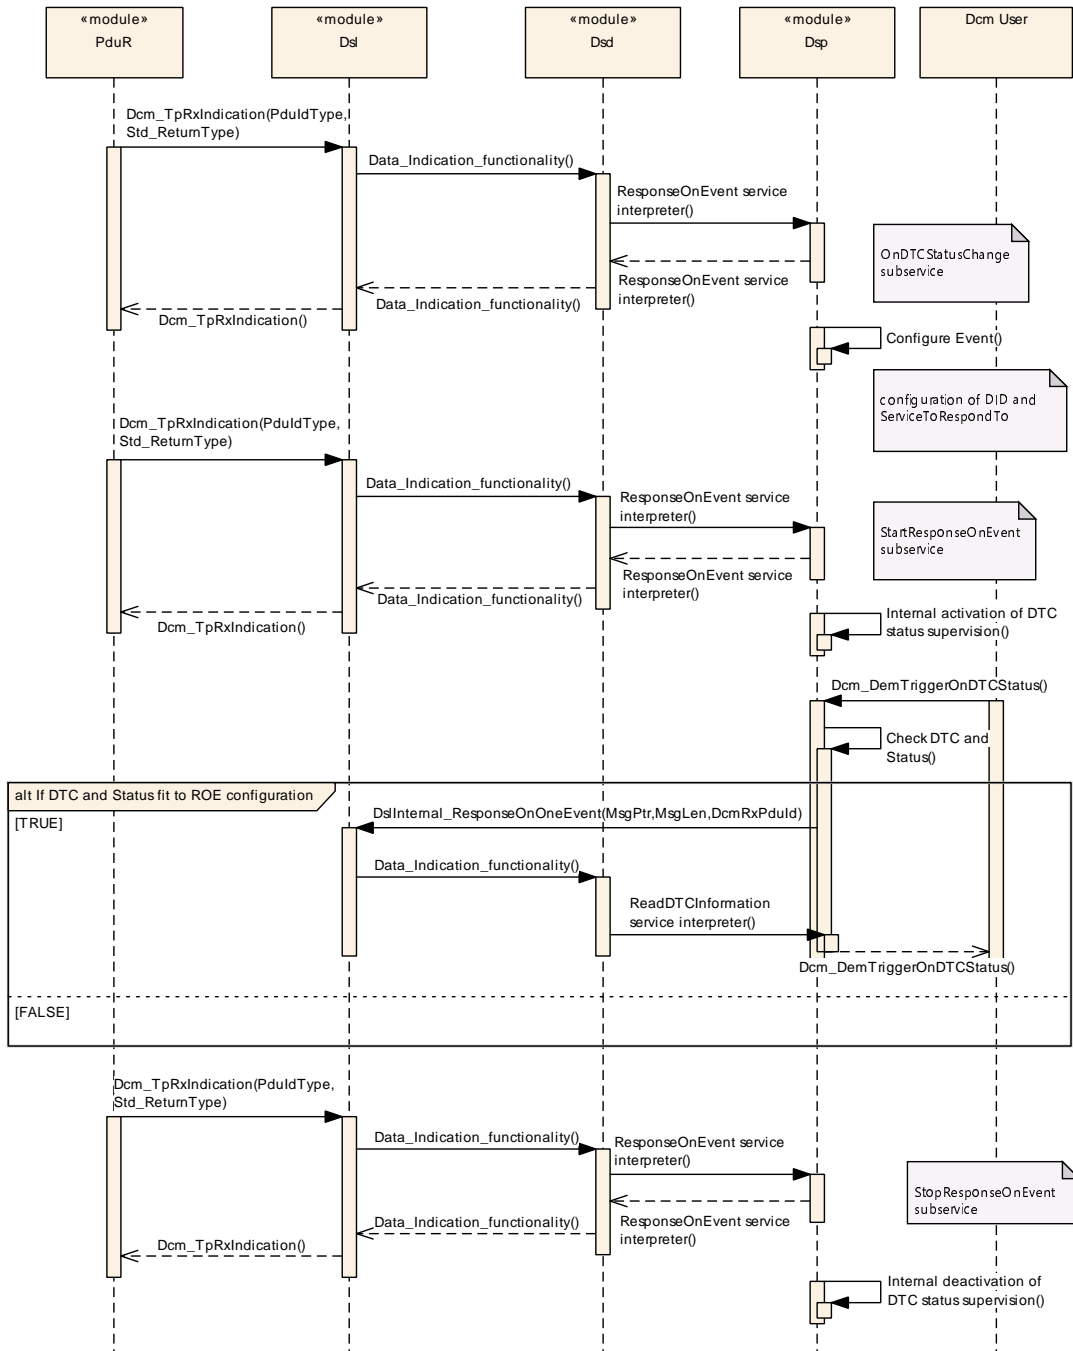 «module»
PduR
«module»
Dsl
«module»
Dsd
«module»
Dsp
Dcm User
Dcm_TpRxIndication(PduIdType,
Std_ReturnType)
Data_Indication_functionality()
ResponseOnEvent service
interpreter()
OnDTCStatusChange
subservice
ResponseOnEvent service
interpreter()
Data_Indication_functionality()
Dcm_TpRxIndication()
Configure Event()
configuration of DID and
ServiceToRespondTo
Dcm_TpRxIndication(PduIdType,
Std_ReturnType)
Data_Indication_functionality()
ResponseOnEvent service
interpreter()
StartResponseOnEvent
subservice
ResponseOnEvent service
interpreter()
Data_Indication_functionality()
Dcm_TpRxIndication()
Internal activation of DTC
status supervision()
Dcm_DemTriggerOnDTCStatus()
Check DTC and
Status()
alt If DTC and Status fit to ROE configuration
[TRUE]
DslInternal_ResponseOnOneEvent(MsgPtr,MsgLen,DcmRxPduId)
Data_Indication_functionality()
ReadDTCInformation
service interpreter()
Dcm_DemTriggerOnDTCStatus()
[FALSE]
Dcm_TpRxIndication(PduIdType,
Std_ReturnType)
Data_Indication_functionality()
ResponseOnEvent service
interpreter()
StopResponseOnEvent
subservice
Data_Indication_functionality()
ResponseOnEvent service
interpreter()
Dcm_TpRxIndication()
Internal deactivation of
DTC status supervision()